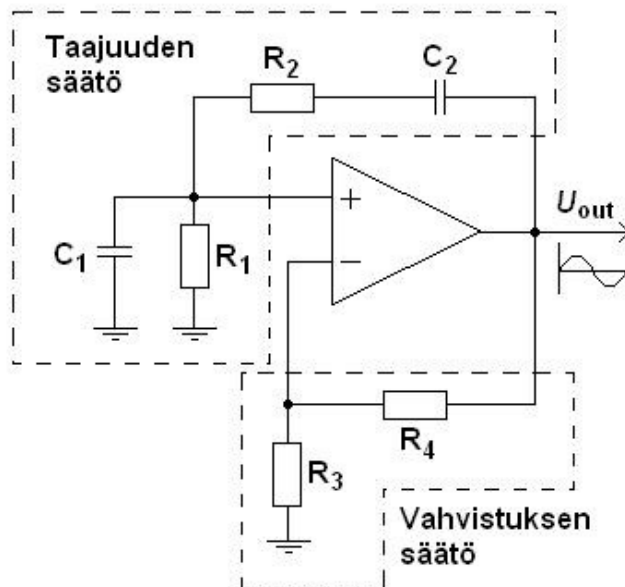 Taajuuden
säätö
R2
C2
+
−
Uout
C1
R1
R4
R3
Vahvistuksen
säätö